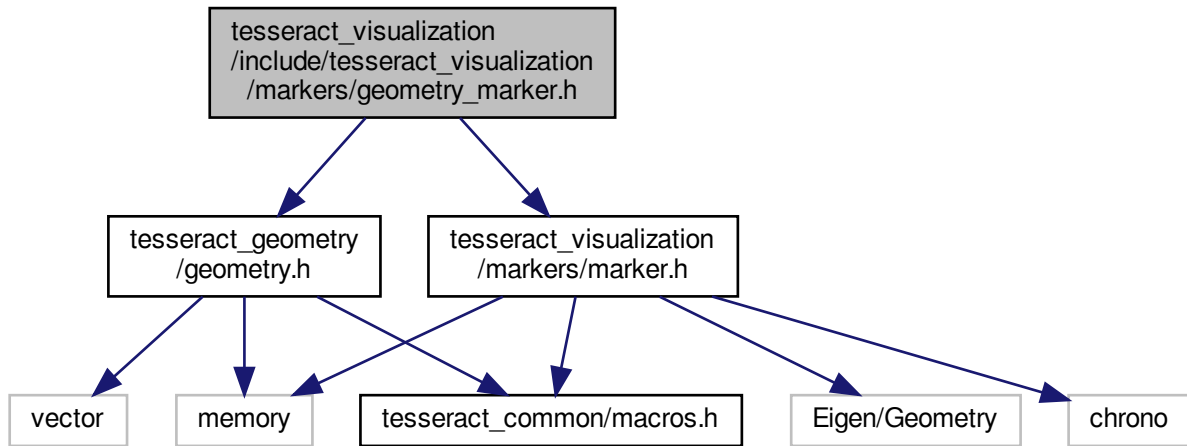 tesseract_visualization
/include/tesseract_visualization
/markers/geometry_marker.h
tesseract_geometry
/geometry.h
tesseract_visualization
/markers/marker.h
vector
memory
tesseract_common/macros.h
Eigen/Geometry
chrono